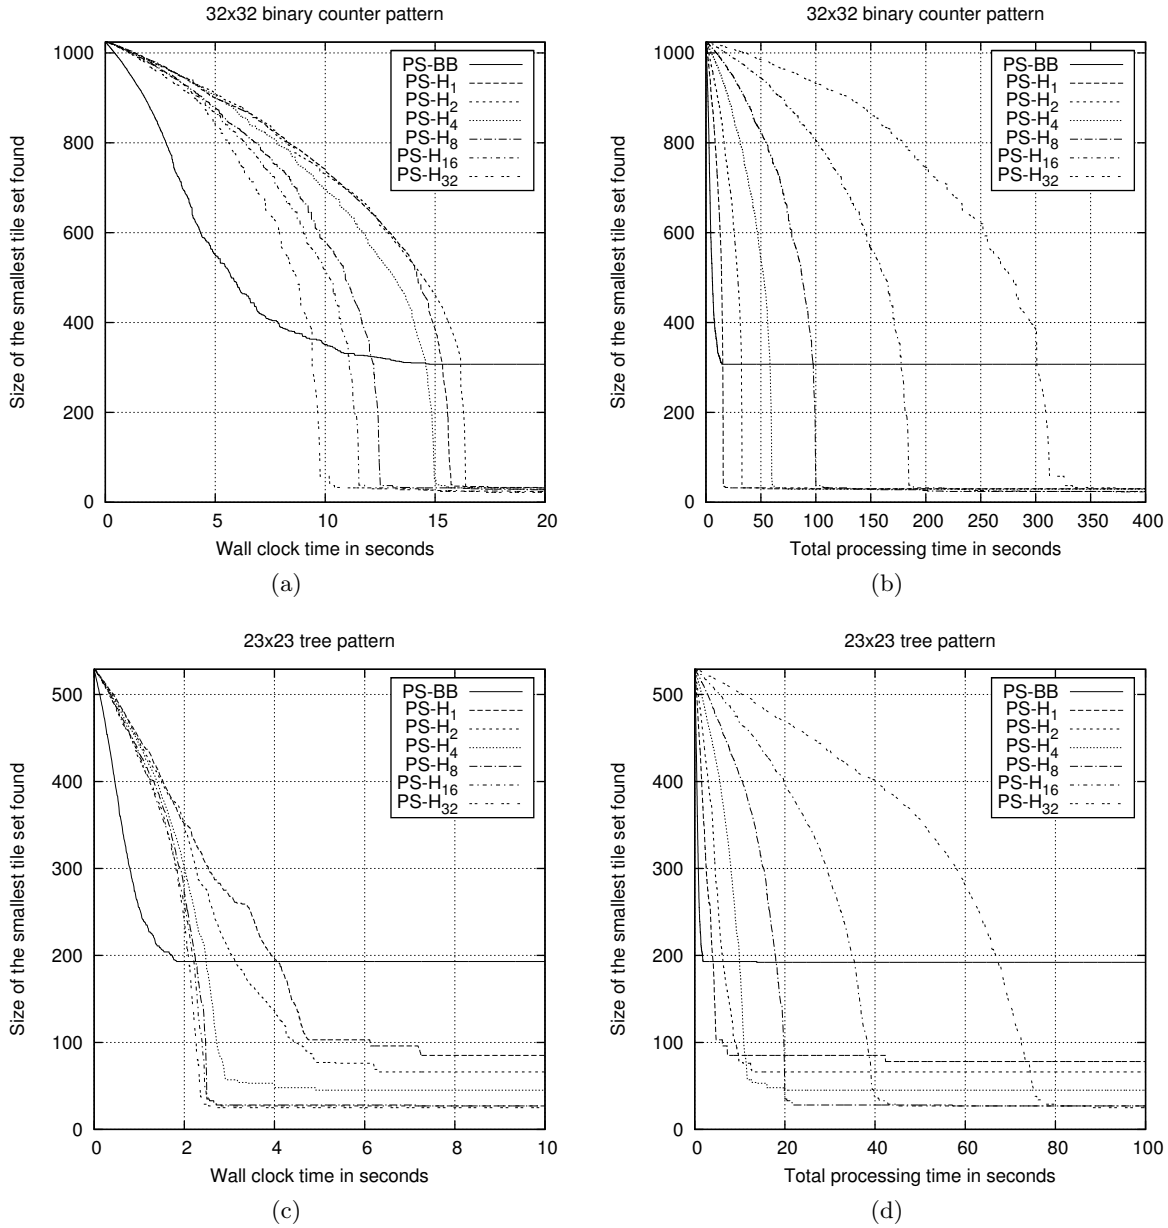 32x32 binary counter pattern
Size of the smallest tile set found
1000
800
600
400
200
0
0 5 10 15 20
Wall clock time in seconds
PS-BB
PS-H1
PS-H2
PS-H4
PS-H8
PS-H16
PS-H32
(a)
32x32 binary counter pattern
Size of the smallest tile set found
1000
800
600
400
200
0
0 50 100 150 200 250 300 350 400
Total processing time in seconds
PS-BB
PS-H1
PS-H2
PS-H4
PS-H8
PS-H16
PS-H32
(b)
23x23 tree pattern
Size of the smallest tile set found
500
400
300
200
100
0
0 2 4 6 8 10
Wall clock time in seconds
PS-BB
PS-H1
PS-H2
PS-H4
PS-H8
PS-H16
PS-H32
(c)
23x23 tree pattern
Size of the smallest tile set found
500
400
300
200
100
0
0 20 40 60 80 100
Total processing time in seconds
PS-BB
PS-H1
PS-H2
PS-H4
PS-H8
PS-H16
PS-H32
(d)